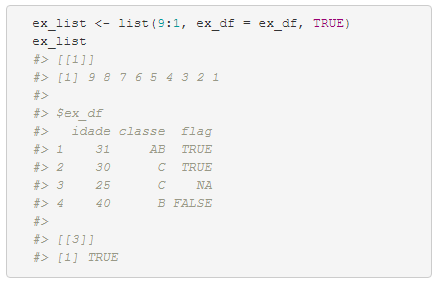 ex_list <- list(9:1, ex_df = ex_df, TRUE)
ex_list
#> [[1]]
#> [1] 9 8 7 6 5 4 3 2 1
#>
#> $ex_df
#>   idade classe  flag
#> 1    31     AB  TRUE
#> 2    30      C  TRUE
#> 3    25      C    NA
#> 4    40      B FALSE
#>
#> [[3]]
#> [1] TRUE